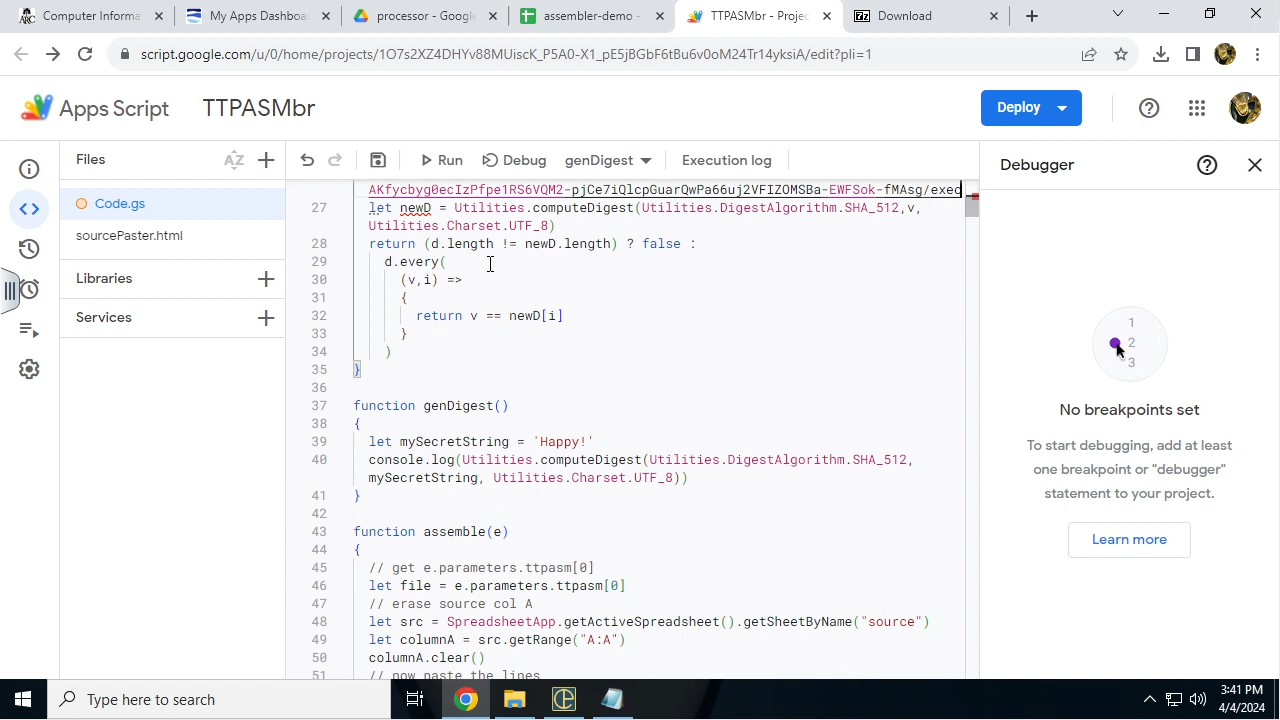 Computer Informa
My Apps Dashboa
processor - Google
assembler-demo -
TTPASMbr - Projec
7z Download
script.google.com/u/0/home/projects/1O7s2XZ4DHYv88MUiscK_P5A0-X1_pE5jBGbF6tBu6v0oM24Tr14yksiA/edit?pli=1
Apps Script
TTPASMbr
Deploy
Files
AZ
Run
Debug
genDigest
Execution log
Debugger
Code.gs
sourcePaster.html
Libraries
Services
AKfycbyg0ecIzPfpe1RS6VQM2-pjCe7iQlcpGuarQwPa66uj2VFIZOMSBa-EWFSok-fMAsg/exec
27 let newD = Utilities.computeDigest(Utilities.DigestAlgorithm.SHA_512,v,
Utilities.Charset.UTF_8)
28 return (d.length != newD.length) ? false :
29 d.every(
30 (v,i) =>
31 {
32 return v == newD[i]
33 }
34 )
35 }
36
37 function genDigest()
38 {
39 let mySecretString = 'Happy!'
40 console.log(Utilities.computeDigest(Utilities.DigestAlgorithm.SHA_512,
mySecretString, Utilities.Charset.UTF_8))
41 }
42
43 function assemble(e)
44 {
45 // get e.parameters.ttpasm[0]
46 let file = e.parameters.ttpasm[0]
47 // erase source col A
48 let src = SpreadsheetApp.getActiveSpreadsheet().getSheetByName("source")
49 let columnA = src.getRange("A:A")
50 columnA.clear()
51 // now paste the lines
1
2
3
No breakpoints set
To start debugging, add at least
one breakpoint or "debugger"
statement to your project.
Learn more
Type here to search
3:41 PM
4/4/2024